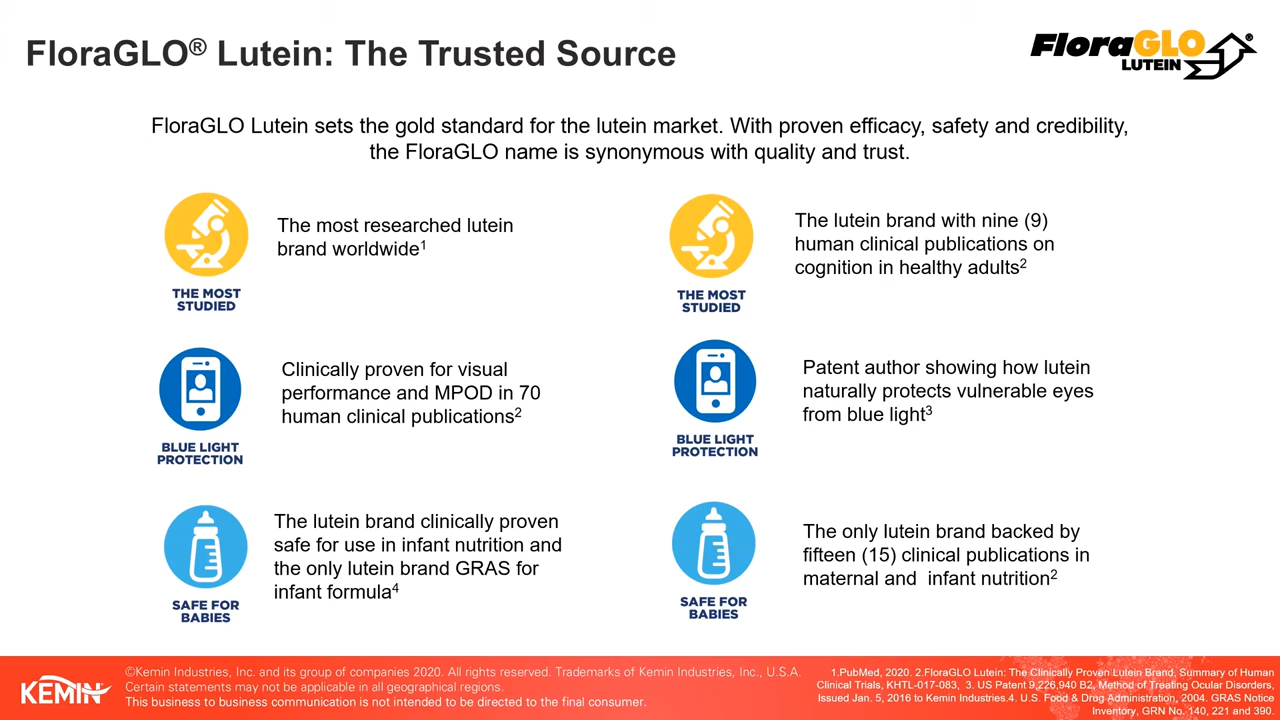 FloraGLO® Lutein: The Trusted Source
FloraGLO®
LUTEIN
FloraGLO Lutein sets the gold standard for the lutein market. With proven efficacy, safety and credibility,
the FloraGLO name is synonymous with quality and trust.
THE MOST
STUDIED
The most researched lutein
brand worldwide¹
THE MOST
STUDIED
The lutein brand with nine (9)
human clinical publications on
cognition in healthy adults²
BLUE LIGHT
PROTECTION
Clinically proven for visual
performance and MPOD in 70
human clinical publications²
BLUE LIGHT
PROTECTION
Patent author showing how lutein
naturally protects vulnerable eyes
from blue light³
SAFE FOR
BABIES
The lutein brand clinically proven
safe for use in infant nutrition and
the only lutein brand GRAS for
infant formula⁴
SAFE FOR
BABIES
The only lutein brand backed by
fifteen (15) clinical publications in
maternal and infant nutrition²
KEMIN
©Kemin Industries, Inc. and its group of companies 2020. All rights reserved. Trademarks of Kemin Industries, Inc., U.S.A.
Certain statements may not be applicable in all geographical regions.
This business to business communication is not intended to be directed to the final consumer.
1.PubMed, 2020. 2.FloraGLO Lutein: The Clinically Proven Lutein Brand, Summary of Human
Clinical Trials, KHTL-017-083, 3. US Patent 9,226,940 B2, Method of Treating Ocular Disorders,
Issued Jan. 5, 2016 to Kemin Industries.4. U.S. Food & Drug Administration, 2004. GRAS Notice
Inventory, GRN No. 140, 221 and 390.